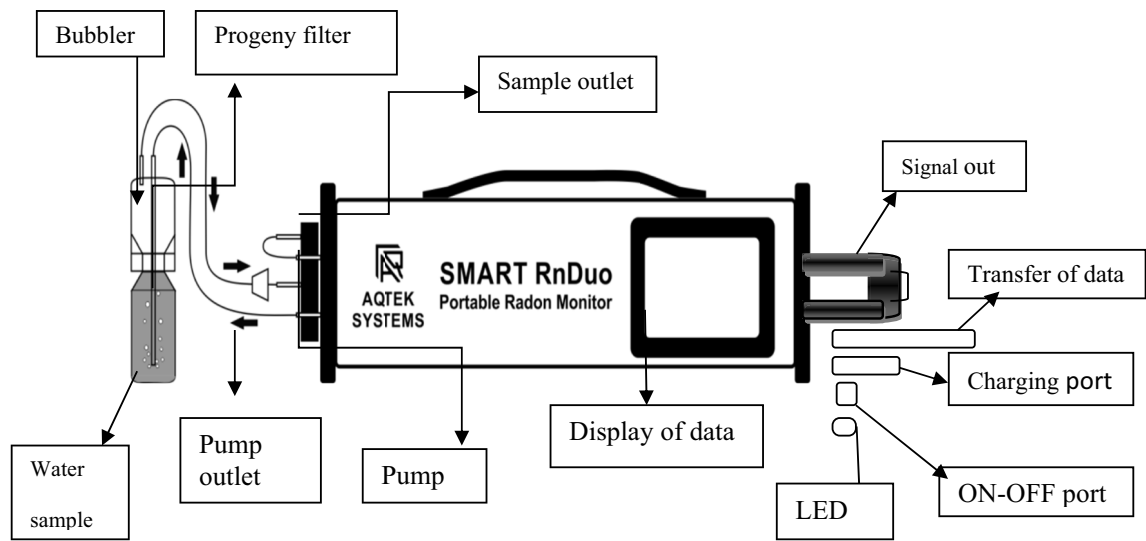 Bubbler
Progeny filter
Sample outlet
Signal out
Transfer of data
SMART RnDuo
Portable Radon Monitor
AQTEK
SYSTEMS
Charging port
Display of data
Pump
outlet
Pump
Water
sample
LED
ON-OFF port